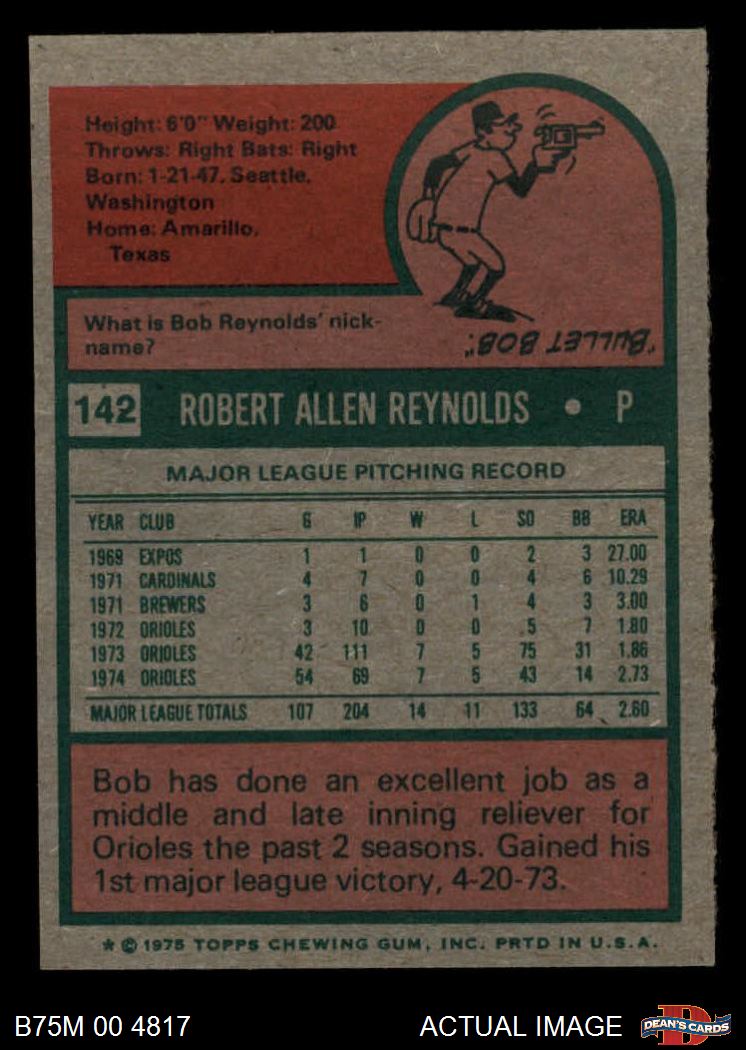 Height: 6'0" Weight: 200
Throws: Right Bats: Right
Born: 1-21-47, Seattle,
Washington
Home: Amarillo,
Texas
What is Bob Reynolds' nick-
name?
"BULLET BOB".
142 ROBERT ALLEN REYNOLDS • P
MAJOR LEAGUE PITCHING RECORD
YEAR CLUB G IP W L SO BB ERA
1969 EXPOS 1 1 0 0 2 3 27.00
1971 CARDINALS 4 7 0 0 4 6 10.29
1971 BREWERS 3 6 0 1 4 3 3.00
1972 ORIOLES 3 10 0 0 5 7 1.80
1973 ORIOLES 42 111 7 5 75 31 1.86
1974 ORIOLES 54 69 7 5 43 14 2.73
MAJOR LEAGUE TOTALS 107 204 14 11 133 64 2.60
Bob has done an excellent job as a
middle and late inning reliever for
Orioles the past 2 seasons. Gained his
1st major league victory, 4-20-73.
* © 1975 TOPPS CHEWING GUM, INC. PRTD IN U.S.A.
B75M 00 4817 ACTUAL IMAGE D DEAN'S CARDS